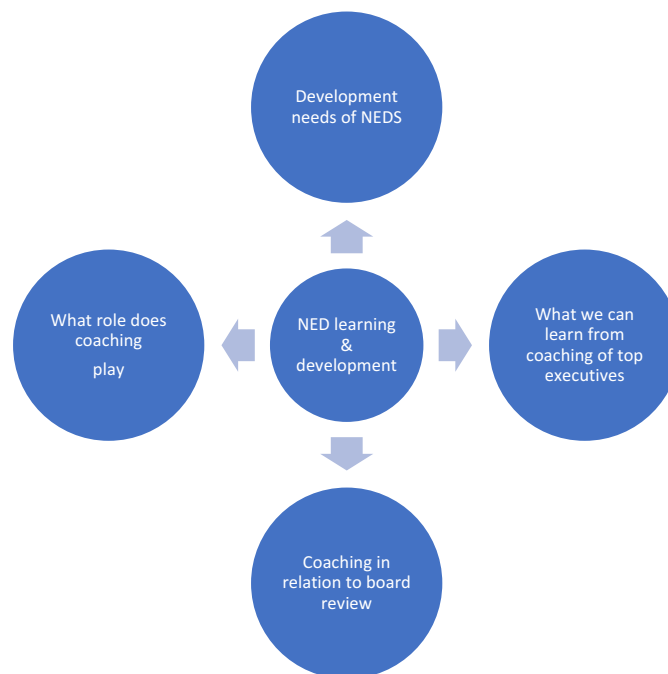 Development
needs of NEDS
What role does
coaching
play
NED learning
&
development
What we can
learn from
coaching of top
executives
Coaching in
relation to board
review